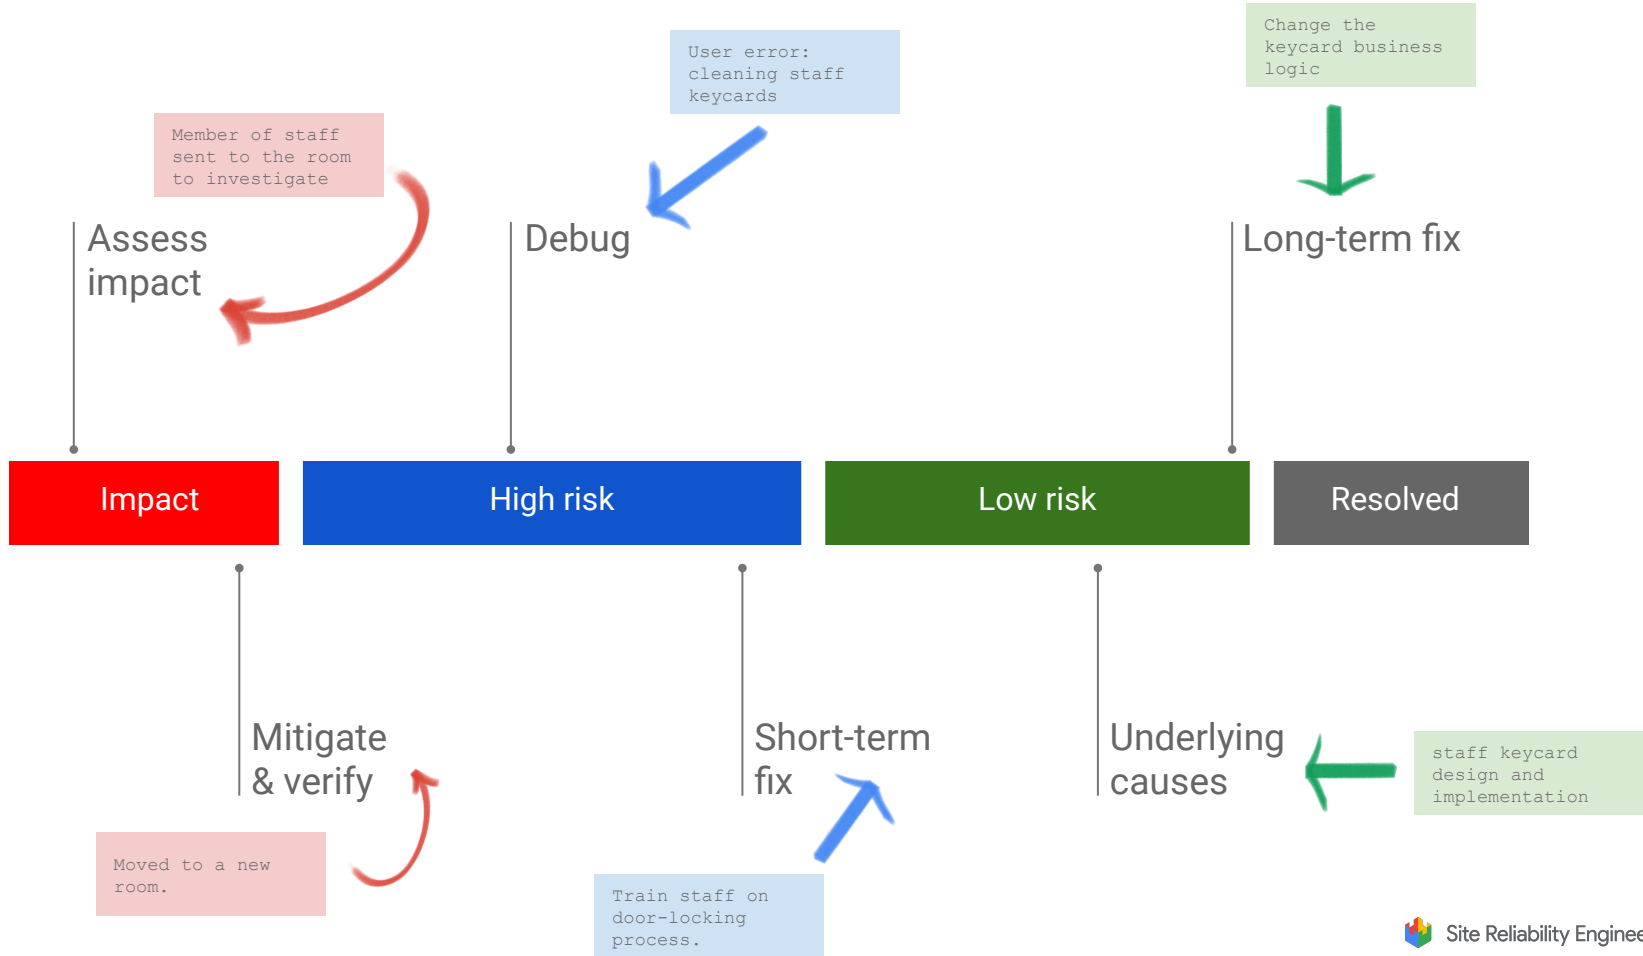 Change the
keycard business
logic
User error:
cleaning staff
keycards
Member of staff
sent to the room
to investigate
Assess
impact
Debug
Long-term fix
Impact
High risk
Low risk
Resolved
Mitigate
& verify
Short-term
fix
Underlying
causes
staff keycard
design and
implementation
Moved to a new
room.
Train staff on
door-locking
process.
Site Reliability Enginee